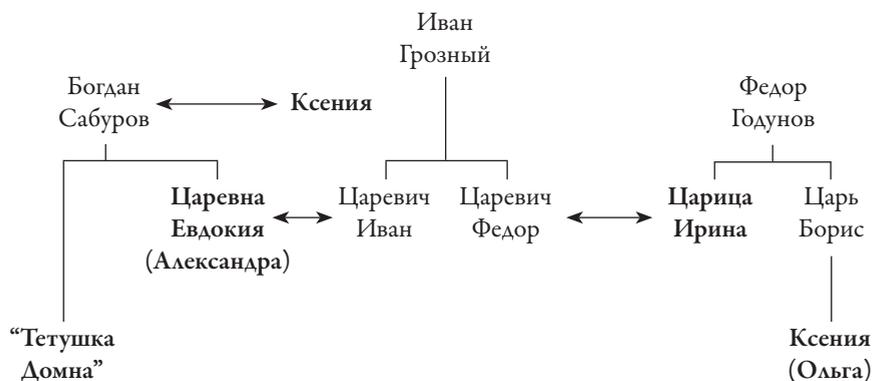 Иван
Грозный
Богдан
Сабуров
Ксения
Федор
Годунов
Царевна
Евдокия
(Александра)
Царевич
Иван
Царевич
Федор
Царица
Ирина
Царь
Борис
“Тетушка
Домна”
Ксения
(Ольга)